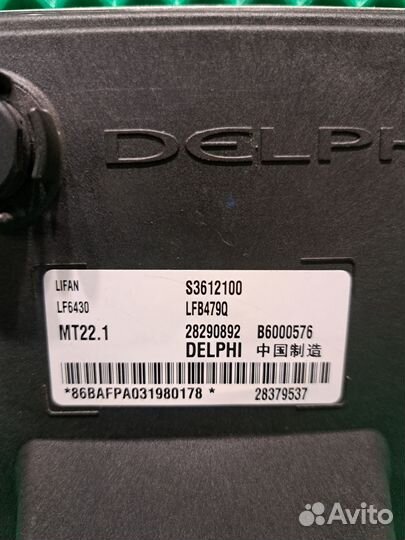 DELPH
LIFAN S3612100
LF6430 LFB479Q
MT22.1 28290892 B6000576
DELPHI 中国制造
*86BAFPA031980178 * 28379537
Avito